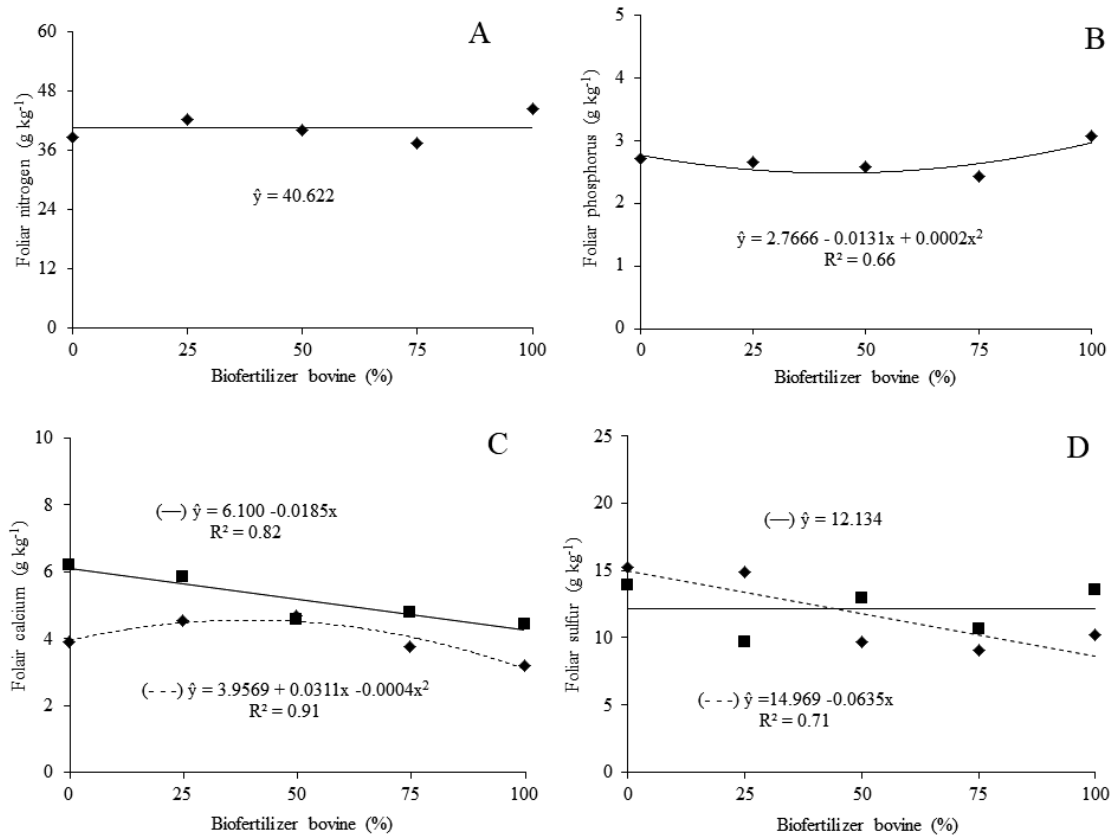 A
Foliar nitrogen (g kg-1)
60
48
36
24
12
0
ŷ = 40.622
0 25 50 75 100
Biofertilizer bovine (%)
B
Foliar phosphorus (g kg-1)
5
4
3
2
1
0
ŷ = 2.7666 - 0.0131x + 0.0002x²
R² = 0.66
0 25 50 75 100
Biofertilizer bovine (%)
C
Folair calcium (g kg-1)
10
8
6
4
2
0
(—) ŷ = 6.100 -0.0185x
R² = 0.82
(- - -) ŷ = 3.9569 + 0.0311x -0.0004x²
R² = 0.91
0 25 50 75 100
Biofertilizer bovine (%)
D
Foliar sulfur (g kg-1)
25
20
15
10
5
0
(—) ŷ = 12.134
(- - -) ŷ =14.969 -0.0635x
R² = 0.71
0 25 50 75 100
Biofertilizer bovine (%)